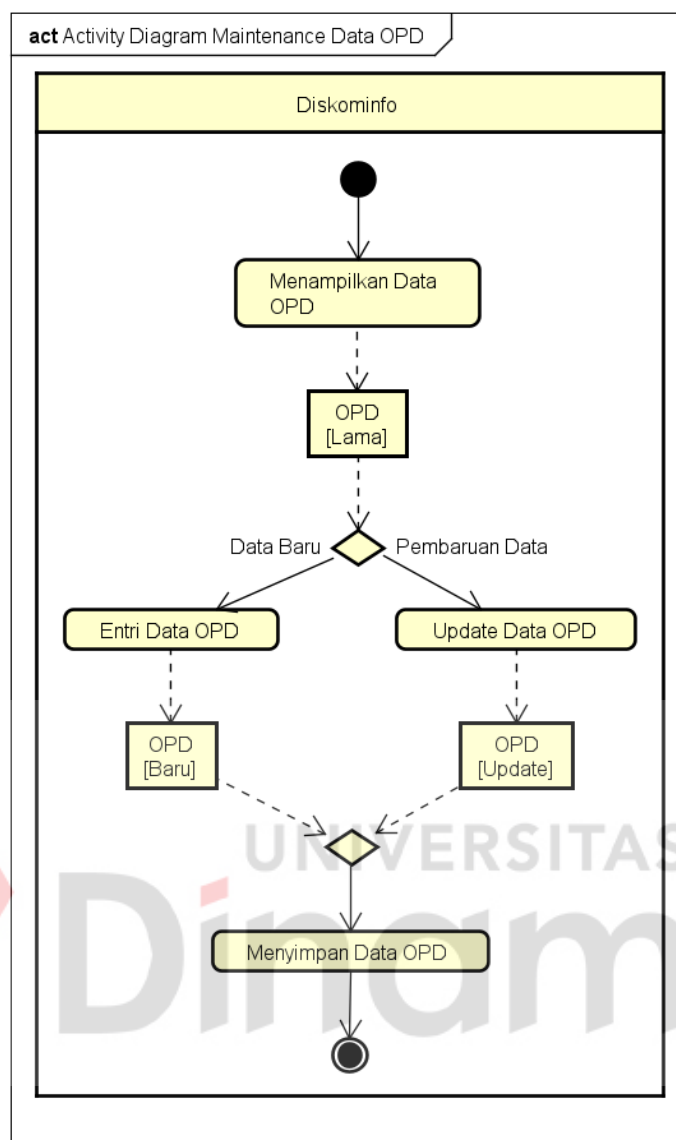 act Activity Diagram Maintenance Data OPD
Diskominfo
Menampilkan Data
OPD
OPD
[Lama]
Data Baru
Pembaruan Data
Entri Data OPD
Update Data OPD
OPD
[Baru]
OPD
[Update]
UNIVERSITAS
Dinam
Menyimpan Data OPD